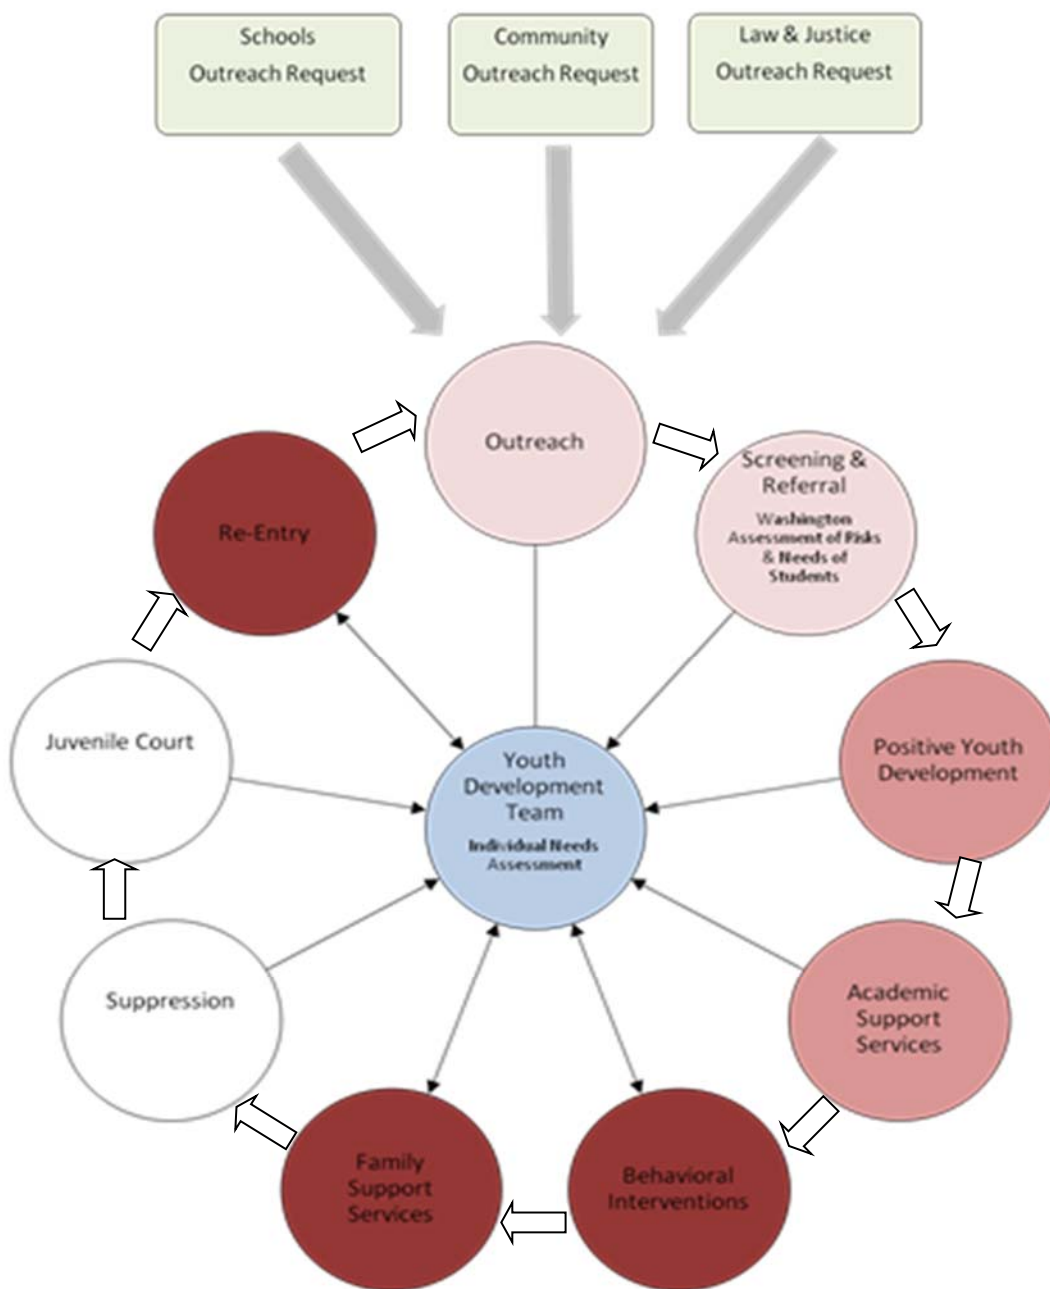 Schools
Outreach Request
Community
Outreach Request
Law & Justice
Outreach Request
Outreach
Screening &
Referral
Washington
Assessment of Risks
& Needs of
Students
Re-Entry
Juvenile Court
Positive Youth
Development
Youth
Development
Team
Individual Needs
Assessment
Suppression
Academic
Support
Services
Family
Support
Services
Behavioral
Interventions